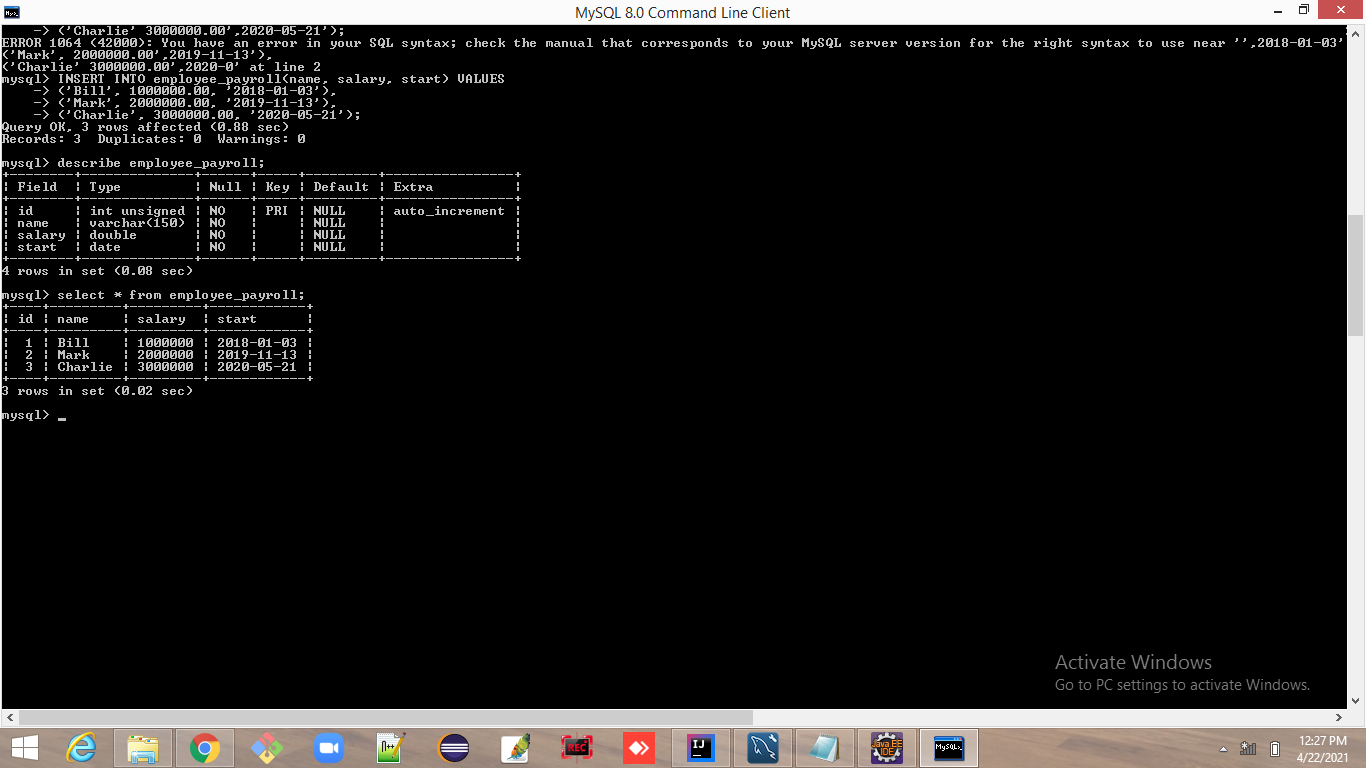 MySQL 8.0 Command Line Client
    -> ('Charlie' 3000000.00',2020-05-21');
ERROR 1064 (42000): You have an error in your SQL syntax; check the manual that corresponds to your MySQL server version for the right syntax to use near '',2018-01-03'
('Mark', 2000000.00',2019-11-13'),
('Charlie' 3000000.00',2020-0' at line 2
mysql> INSERT INTO employee_payroll(name, salary, start) VALUES
    -> ('Bill', 1000000.00, '2018-01-03'),
    -> ('Mark', 2000000.00, '2019-11-13'),
    -> ('Charlie', 3000000.00, '2020-05-21');
Query OK, 3 rows affected (0.88 sec)
Records: 3  Duplicates: 0  Warnings: 0
mysql> describe employee_payroll;
+--------+--------------+------+-----+---------+----------------+
| Field  | Type         | Null | Key | Default | Extra          |
+--------+--------------+------+-----+---------+----------------+
| id     | int unsigned | NO   | PRI | NULL    | auto_increment |
| name   | varchar(150) | NO   |     | NULL    |                |
| salary | double       | NO   |     | NULL    |                |
| start  | date         | NO   |     | NULL    |                |
+--------+--------------+------+-----+---------+----------------+
4 rows in set (0.08 sec)
mysql> select * from employee_payroll;
+----+---------+---------+------------+
| id | name    | salary  | start      |
+----+---------+---------+------------+
|  1 | Bill    | 1000000 | 2018-01-03 |
|  2 | Mark    | 2000000 | 2019-11-13 |
|  3 | Charlie | 3000000 | 2020-05-21 |
+----+---------+---------+------------+
3 rows in set (0.02 sec)
mysql> _
Activate Windows
Go to PC settings to activate Windows.
REC
IJ
Java EE
IDE
MySQL>
12:27 PM
4/22/2021